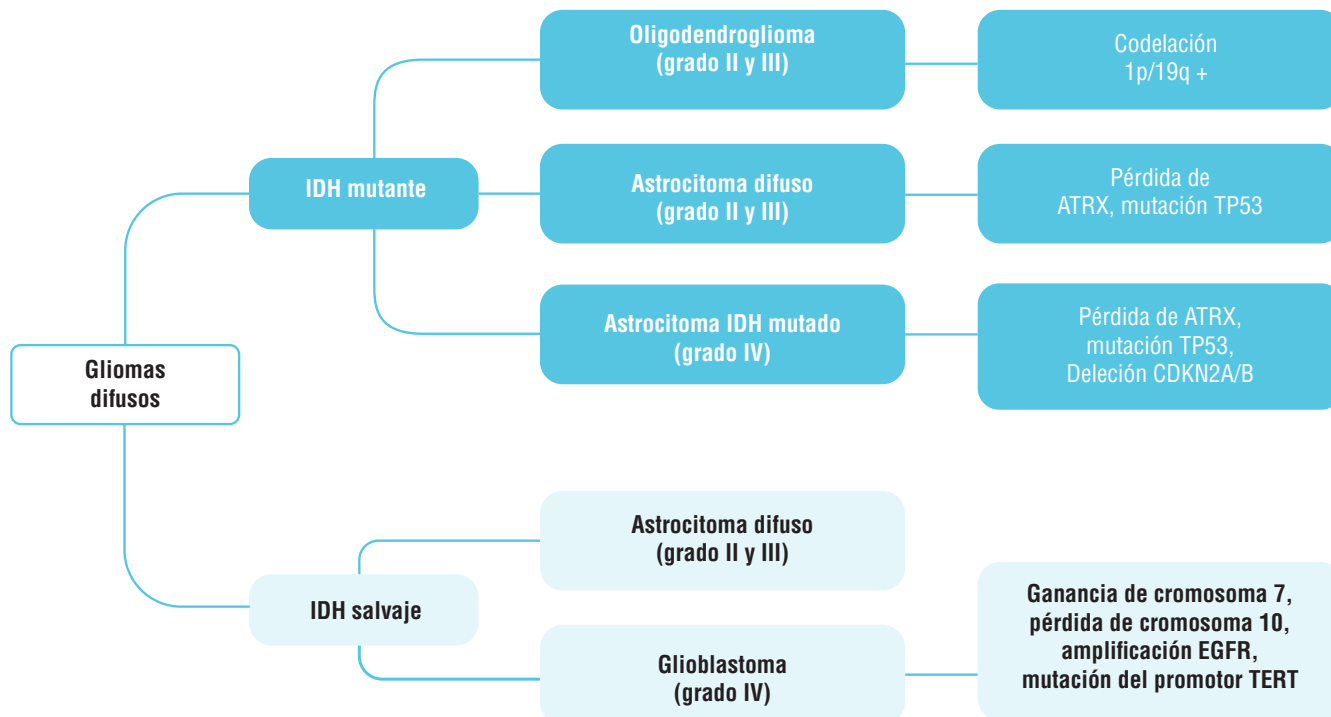 Gliomas
difusos
IDH mutante
Oligodendroglioma
(grado II y III)
Codelación
1p/19q +
Astrocitoma difuso
(grado II y III)
Pérdida de
ATRX, mutación TP53
Astrocitoma IDH mutado
(grado IV)
Pérdida de ATRX,
mutación TP53,
Deleción CDKN2A/B
IDH salvaje
Astrocitoma difuso
(grado II y III)
Glioblastoma
(grado IV)
Ganancia de cromosoma 7,
pérdida de cromosoma 10,
amplificación EGFR,
mutación del promotor TERT